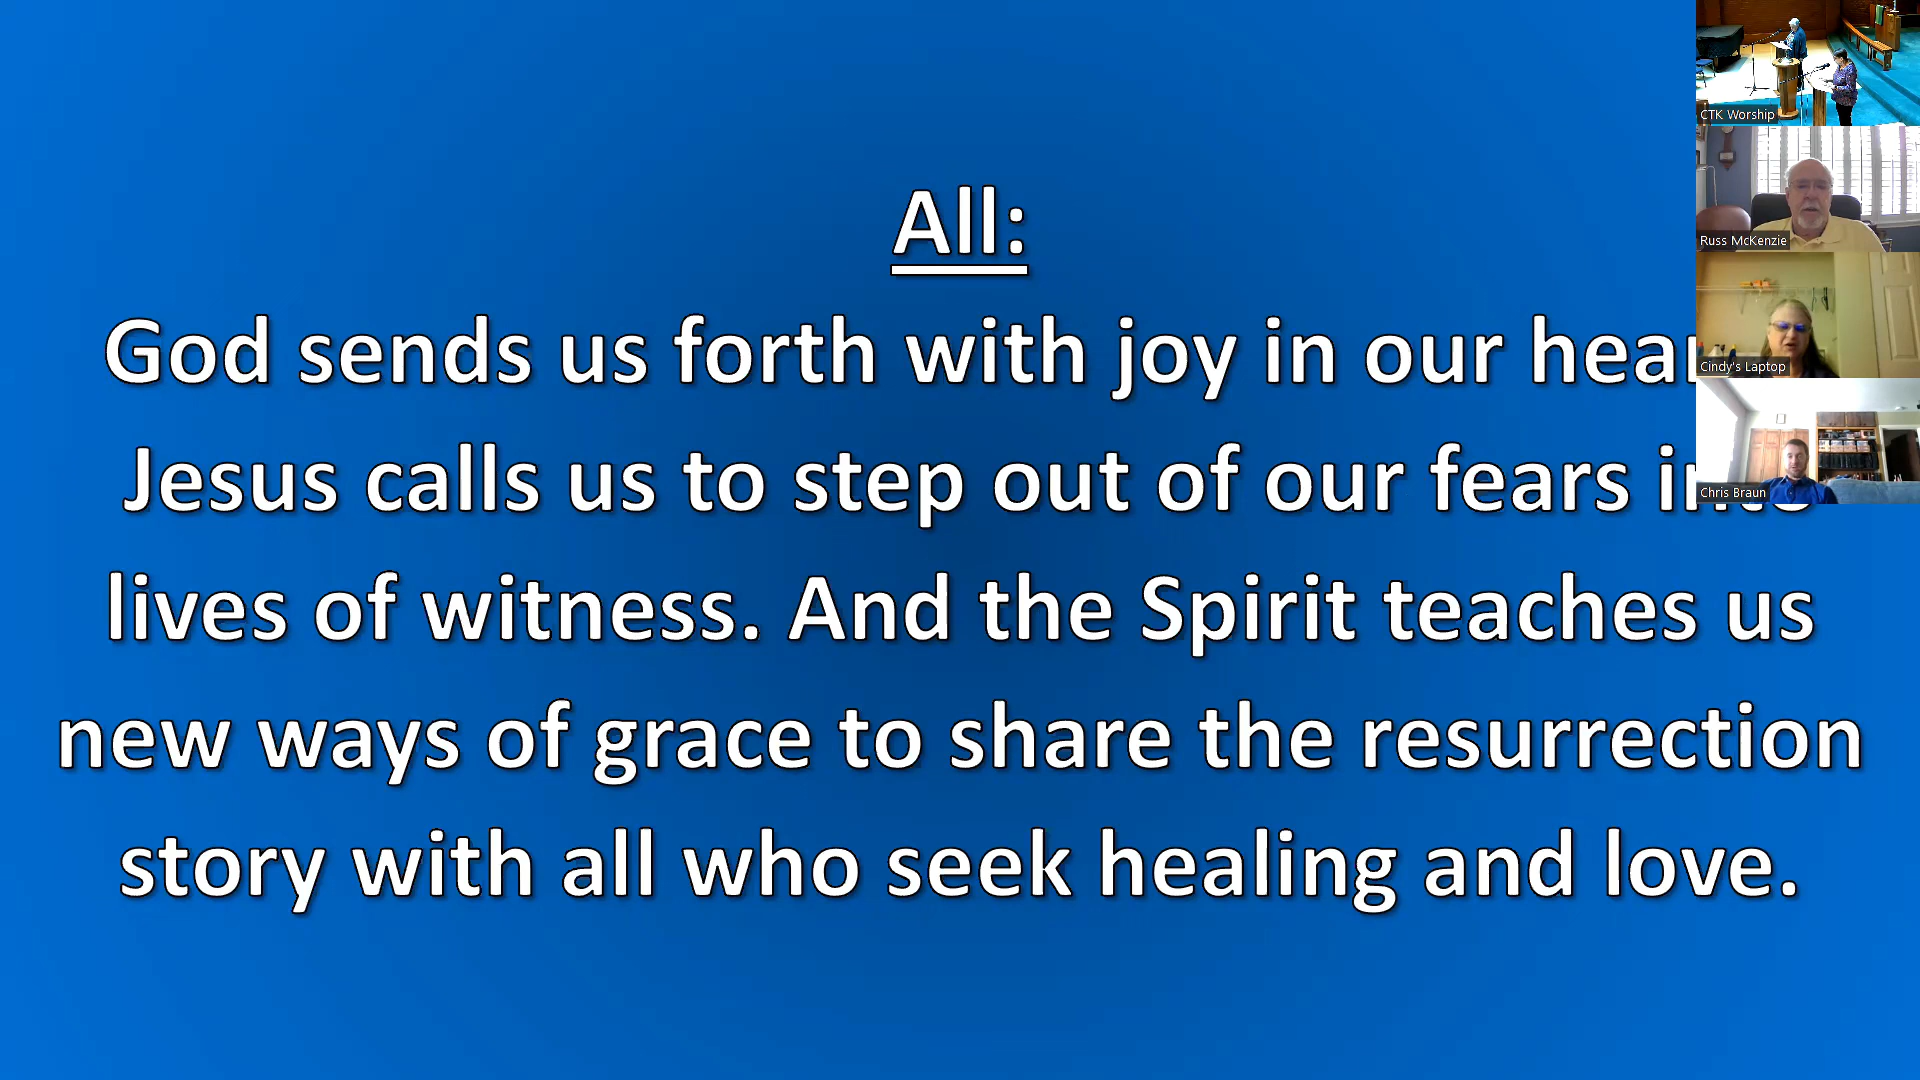 All:
God sends us forth with joy in our
Jesus calls us to step out of our fears
lives of witness. And the Spirit teaches us
new ways of grace to share the resurrection
story with all who seek healing and love.
CTK Worship
Russ McKenzie
Cindy's Laptop
Chris Braun